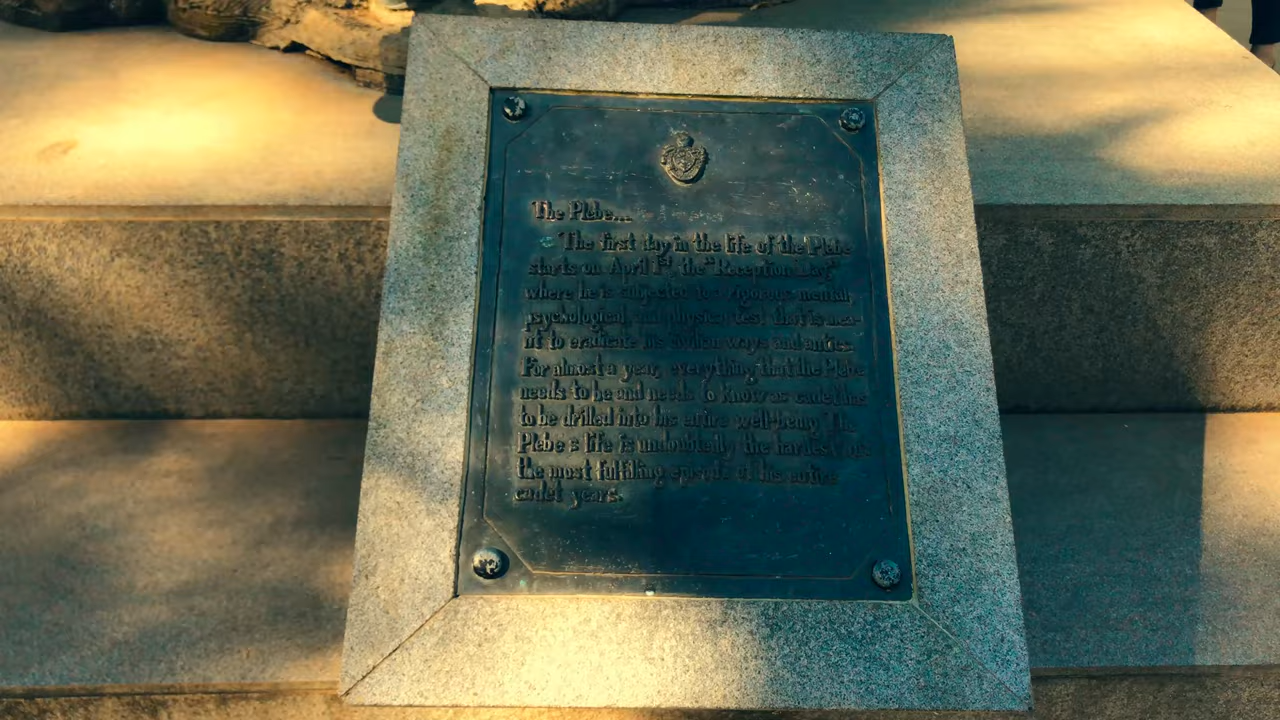 The Plebe...
The first day in the life of the Plebe
starts on April 1st, the "Reception Day"
where he is subjected to a rigorous mental,
psychological and physical test that is mea-
nt to eradicate his civilian ways and antics.
For almost a year, everything that the Plebe
needs to be and needs to know as cadet has
to be drilled into his entire well-being. The
Plebe s life is undoubtedly the hardest
the most fulfilling episode of his entire
cadet years.